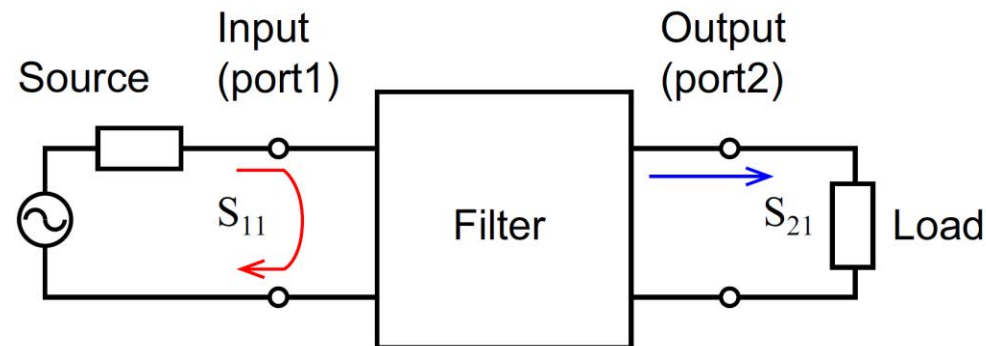 Source
Input
(port1)
Output
(port2)
S11
Filter
S21
Load